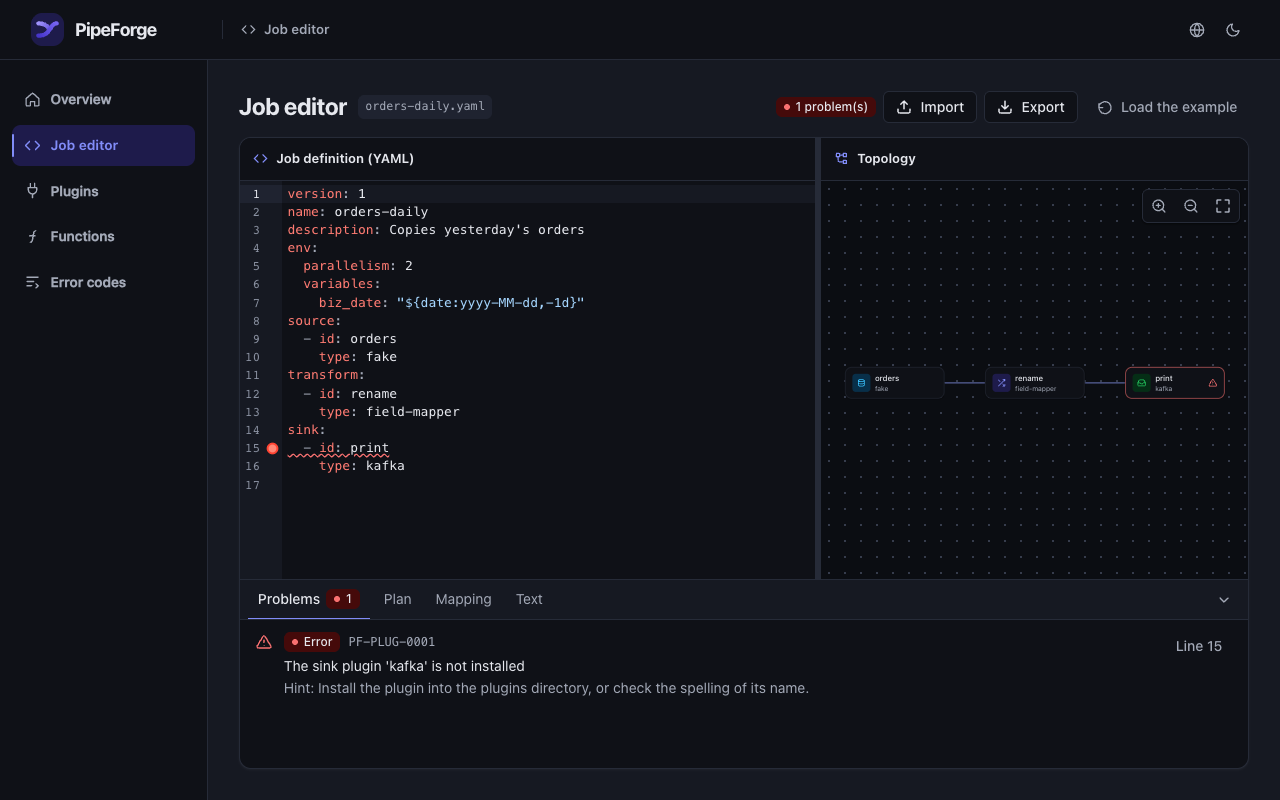 PipeForge
Job editor
Overview
Job editor
Plugins
Functions
Error codes
Job editor
orders-daily.yaml
1 problem(s)
Import
Export
Load the example
Job definition (YAML)
1 version: 1
2 name: orders-daily
3 description: Copies yesterday's orders
4 env:
5 parallelism: 2
6 variables:
7 biz_date: "${date:yyyy-MM-dd,-1d}"
8 source:
9 - id: orders
10 type: fake
11 transform:
12 - id: rename
13 type: field-mapper
14 sink:
15 - id: print
16 type: kafka
17
Topology
orders
fake
rename
field-mapper
print
kafka
Problems 1
Plan
Mapping
Text
Error PF-PLUG-0001
Line 15
The sink plugin 'kafka' is not installed
Hint: Install the plugin into the plugins directory, or check the spelling of its name.